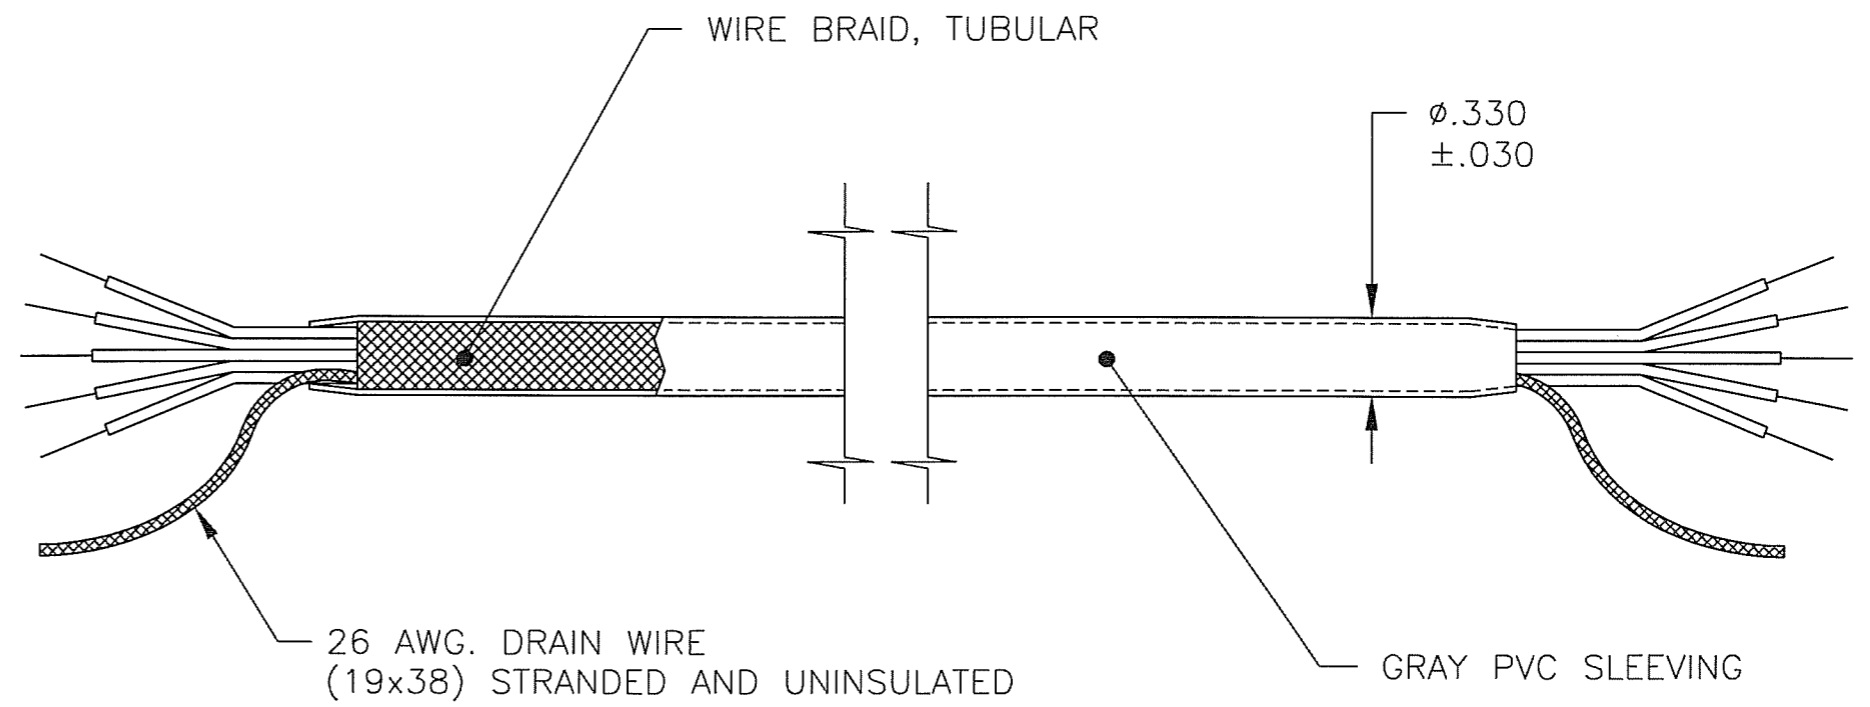 WIRE BRAID, TUBULAR
ø.330
±.030
26 AWG. DRAIN WIRE
(19x38) STRANDED AND UNINSULATED
GRAY PVC SLEEVING